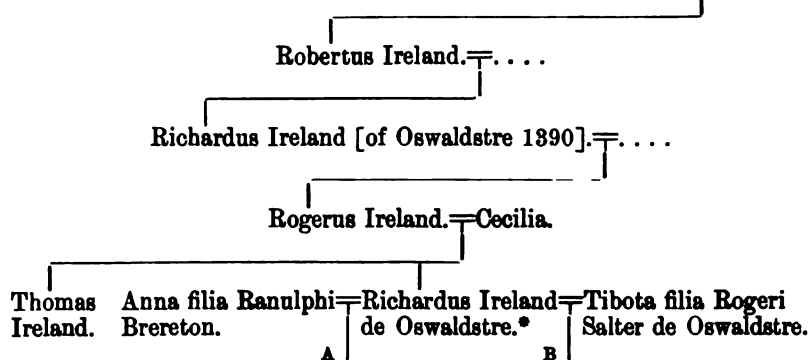 Robertus Ireland.=....
Richardus Ireland [of Oswaldstre 1390].=....
Rogerus Ireland.=Cecilia.
Thomas Anna filia Ranulphi=Richardus Ireland=Tibota filia Rogeri
Ireland. Brereton. de Oswaldstre.* Salter de Oswaldstre.
A B